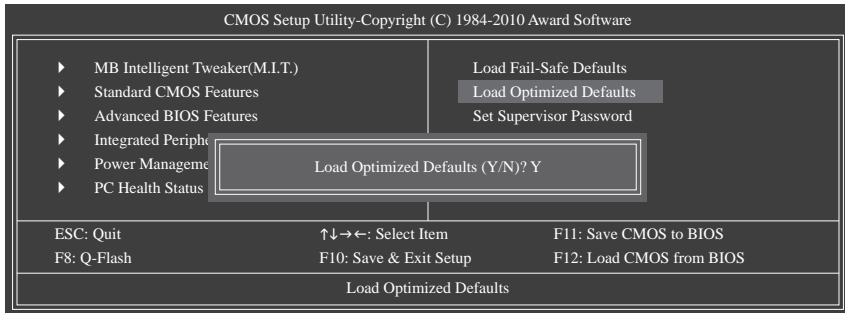 CMOS Setup Utility-Copyright (C) 1984-2010 Award Software
MB Intelligent Tweaker(M.I.T.)
Standard CMOS Features
Advanced BIOS Features
Integrated Periphe
Power Manageme
PC Health Status
Load Fail-Safe Defaults
Load Optimized Defaults
Set Supervisor Password
Load Optimized Defaults (Y/N)? Y
ESC: Quit ↑↓→←: Select Item F11: Save CMOS to BIOS
F8: Q-Flash F10: Save & Exit Setup F12: Load CMOS from BIOS
Load Optimized Defaults